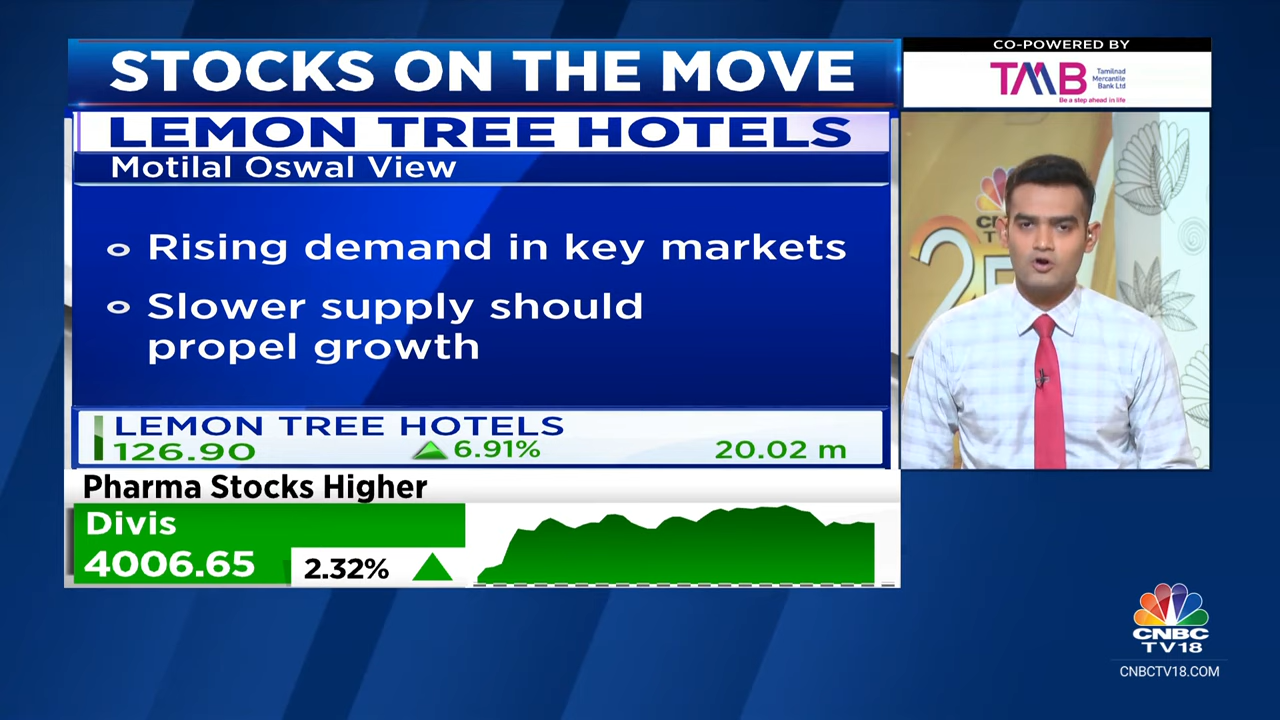 STOCKS ON THE MOVE
LEMON TREE HOTELS
Motilal Oswal View
Rising demand in key markets
Slower supply should
propel growth
LEMON TREE HOTELS
126.90 6.91% 20.02 m
Pharma Stocks Higher
Divis
4006.65 2.32%
CO-POWERED BY
TMB
Tamilnad
Mercantile
Bank Ltd
Be a step ahead in life
25
CNBC
TV18
CNBCTV18.COM